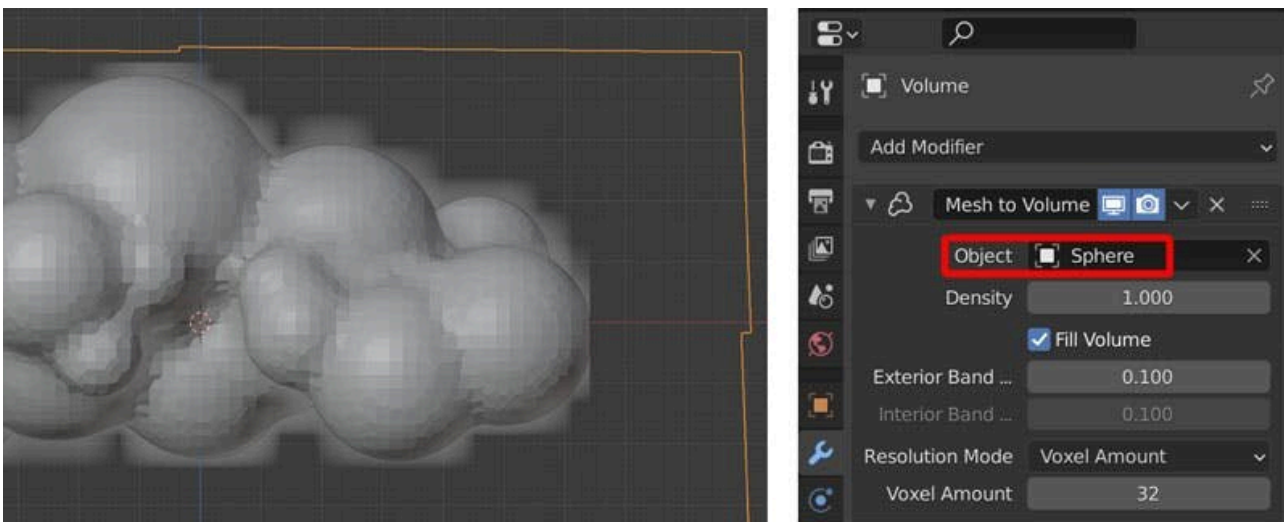 Volume
Add Modifier
Mesh to Volume
Object Sphere
Density 1.000
Fill Volume
Exterior Band ... 0.100
Interior Band ... 0.100
Resolution Mode Voxel Amount
Voxel Amount 32